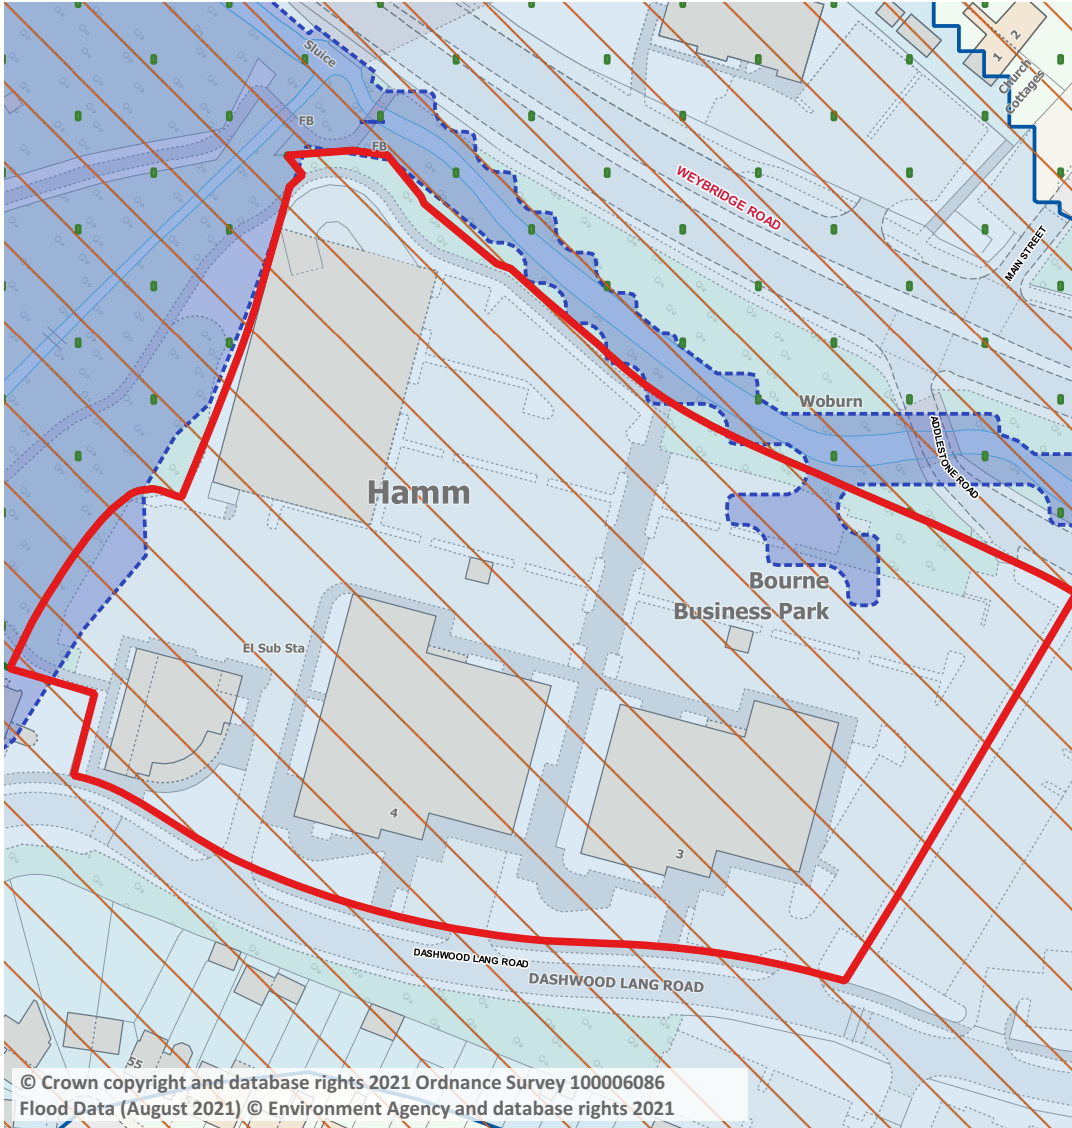 Sluice
FB
FB
WEYBRIDGE ROAD
1
2
Church
Cottages
MAIN STREET
Woburn
ADDLESTONE ROAD
Hamm
Bourne
Business Park
El Sub Sta
4
3
DASHWOOD LANG ROAD
DASHWOOD LANG ROAD
55
© Crown copyright and database rights 2021 Ordnance Survey 100006086
Flood Data (August 2021) © Environment Agency and database rights 2021